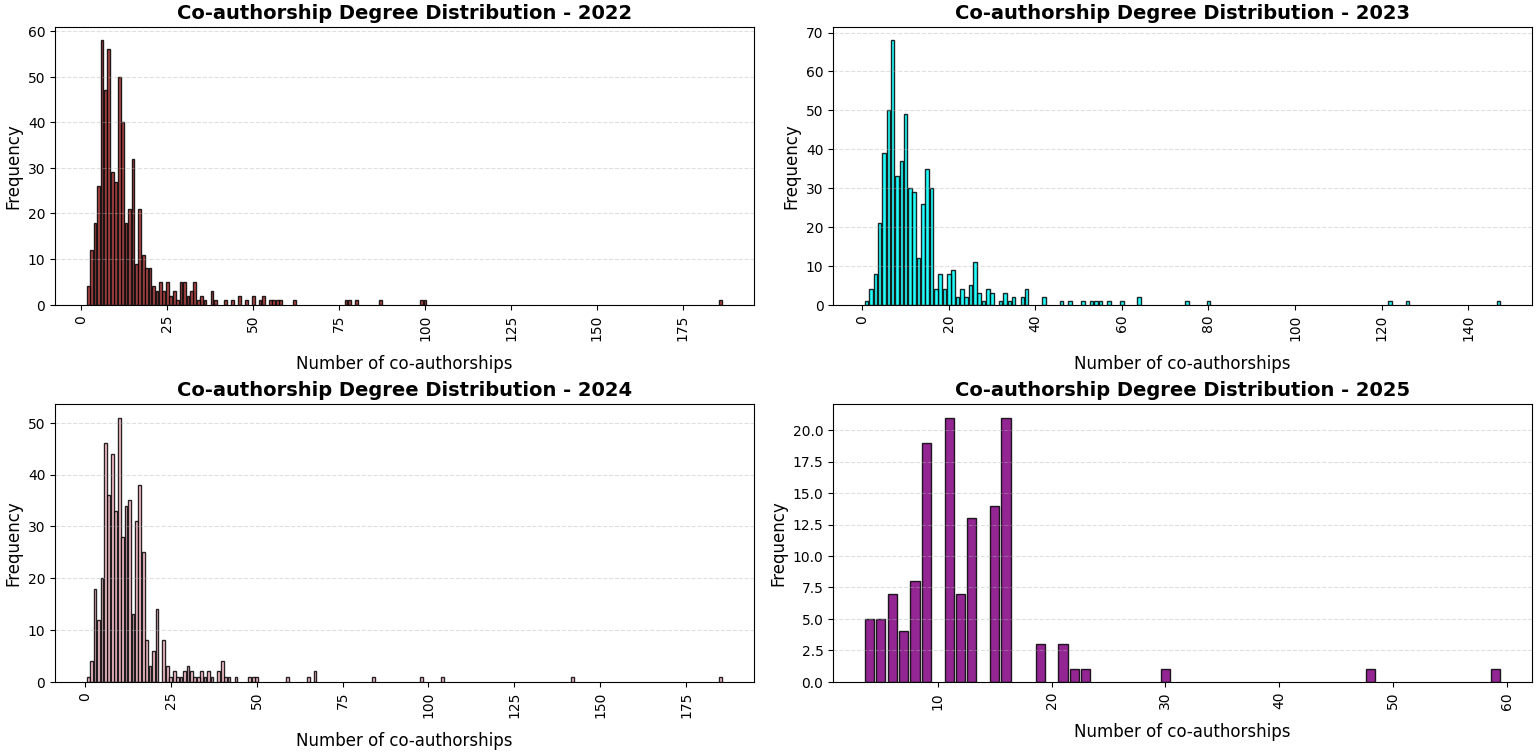 Co-authorship Degree Distribution - 2022
60
50
40
30
20
10
0
Frequency
0 25 50 75 100 125 150 175
Number of co-authorships
Co-authorship Degree Distribution - 2023
70
60
50
40
30
20
10
0
Frequency
0 20 40 60 80 100 120 140
Number of co-authorships
Co-authorship Degree Distribution - 2024
50
40
30
20
10
0
Frequency
0 25 50 75 100 125 150 175
Number of co-authorships
Co-authorship Degree Distribution - 2025
20.0
17.5
15.0
12.5
10.0
7.5
5.0
2.5
0.0
Frequency
10 20 30 40 50 60
Number of co-authorships